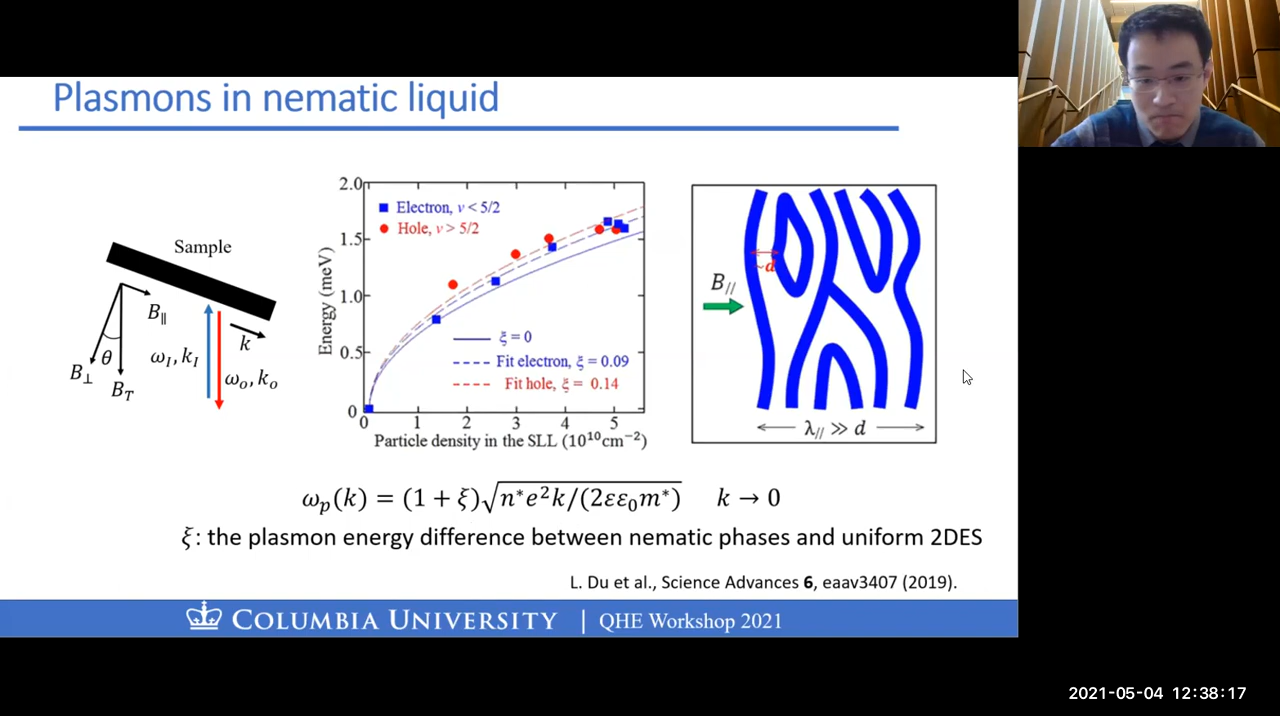 Plasmons in nematic liquid
Sample
B∥
θ
B⊥
B_T
ω_I, k_I
k
ω_o, k_o
2.0
1.5
1.0
0.5
0
Energy (meV)
Electron, ν < 5/2
Hole, ν > 5/2
ξ = 0
Fit electron, ξ = 0.09
Fit hole, ξ = 0.14
0 1 2 3 4 5
Particle density in the SLL (10¹⁰cm⁻²)
B//
~d
λ// ≫ d
ω_p(k) = (1 + ξ)√n*e²k/(2εε₀m*) k → 0
ξ: the plasmon energy difference between nematic phases and uniform 2DES
L. Du et al., Science Advances 6, eaav3407 (2019).
COLUMBIA UNIVERSITY | QHE Workshop 2021
2021-05-04 12:38:17